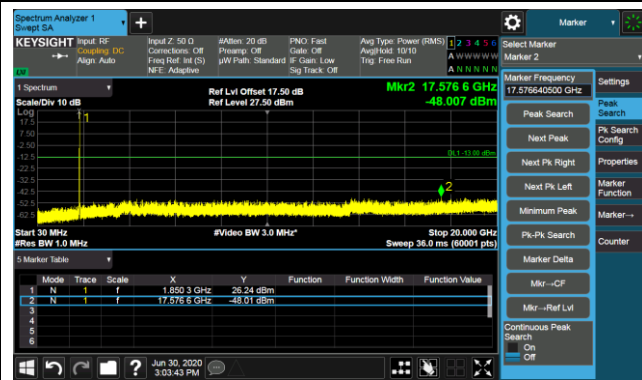 Spectrum Analyzer 1
Swept SA
+
Marker
KEYSIGHT
Input: RF
Coupling: DC
Align: Auto
Input Z: 50 Ω
Corrections: Off
Freq Ref: Int (S)
NFE: Adaptive
#Atten: 20 dB
Preamp: Off
µW Path: Standard
PNO: Fast
Gate: Off
IF Gain: Low
Sig Track: Off
Avg Type: Power (RMS)
Avg|Hold: 10/10
Trig: Free Run
1 2 3 4 5 6
A W W W W W
A N N N N N
LM
Select Marker
Marker 2
1 Spectrum
Scale/Div 10 dB
Log
Ref Lvl Offset 17.50 dB
Ref Level 27.50 dBm
Mkr2 17.576 6 GHz
-48.007 dBm
17.5
7.50
-2.50
-12.5
-22.5
-32.5
-42.5
-52.5
-62.5
1
DL1 -13.00 dBm
2
Start 30 MHz
#Res BW 1.0 MHz
#Video BW 3.0 MHz*
Stop 20.000 GHz
Sweep 36.0 ms (60001 pts)
5 Marker Table
Mode Trace Scale X Y Function Function Width Function Value
1 N 1 f 1.850 3 GHz 26.24 dBm
2 N 1 f 17.576 6 GHz -48.01 dBm
3
4
5
6
Marker Frequency
17.576640500 GHz
Peak Search
Next Peak
Next Pk Right
Next Pk Left
Minimum Peak
Pk-Pk Search
Marker Delta
Mkr→CF
Mkr→Ref Lvl
Continuous Peak
Search
On
Off
Settings
Peak
Search
Pk Search
Config
Properties
Marker
Function
Marker→
Counter
?
Jun 30, 2020
3:03:43 PM